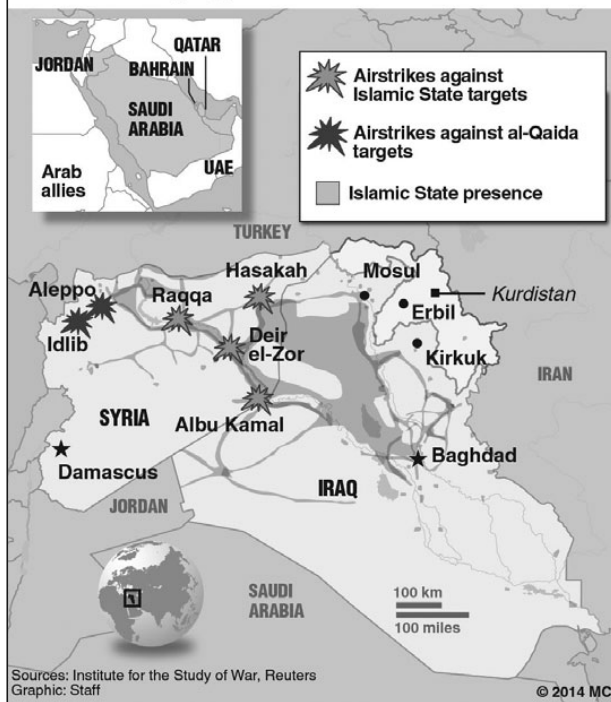 JORDAN
QATAR
BAHRAIN
SAUDI
ARABIA
UAE
Arab
allies
Airstrikes against
Islamic State targets
Airstrikes against al-Qaida
targets
Islamic State presence
TURKEY
Mosul
Hasakah
Aleppo
Raqqa
Erbil
Kurdistan
Idlib
Deir
el-Zor
Kirkuk
IRAN
SYRIA
Albu Kamal
Damascus
Baghdad
IRAQ
JORDAN
SAUDI
ARABIA
100 km
100 miles
Sources: Institute for the Study of War, Reuters
Graphic: Staff
© 2014 MC